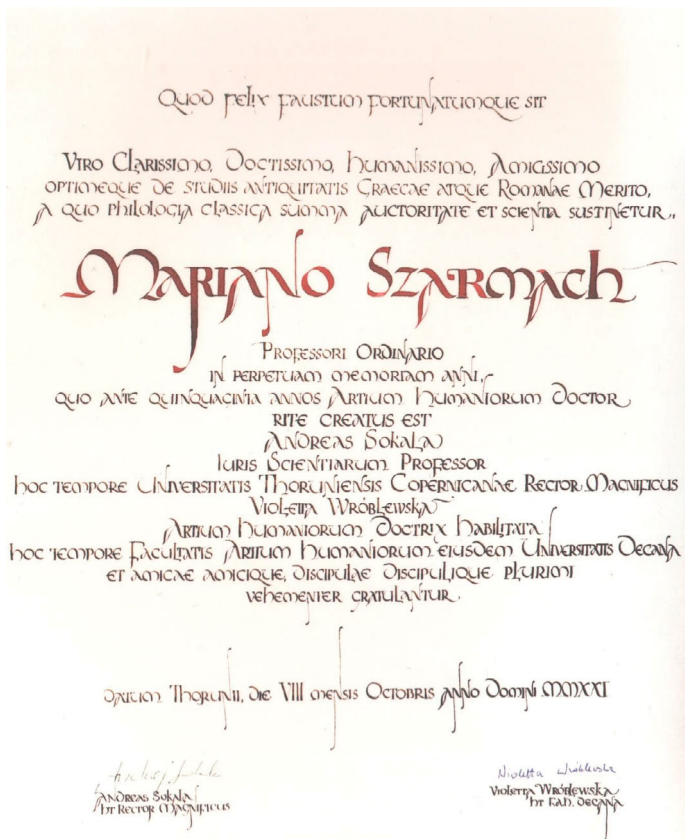 Quod felix faustum fortunatumque sit
Viro Clarissimo, Doctissimo, Humanissimo, Amicissimo
optimeque de studiis antiquitatis Graecae atque Romanae Merito,
a quo philologia classica summa auctoritate et scientia sustinetur,,
Mariano Szarmach
Professori Ordinario
in perpetuam memoriam anni,
quo ante quinquaginta annos Artium Humaniorum Doctor
rite creatus est
Andreas Sokala
Iuris Scientiarum Professor
hoc tempore Universitatis Thoruniensis Copernicanae Rector Magnificus
Violetta Wróblewska
Artium Humaniorum Doctrix Habilitata
hoc tempore Facultatis Artium Humaniorum eiusdem Universitatis Decana
et amicae amicique, discipulae discipulique plurimi
vehementer gratulantur.
Datum Thorunii, die VIII mensis Octobris Anno Domini MMXXI
Andrzej Sokala
Andreas Sokala
ht Rector Magnificus
Violetta Wróblewska
Violetta Wróblewska
ht Fah. Decana